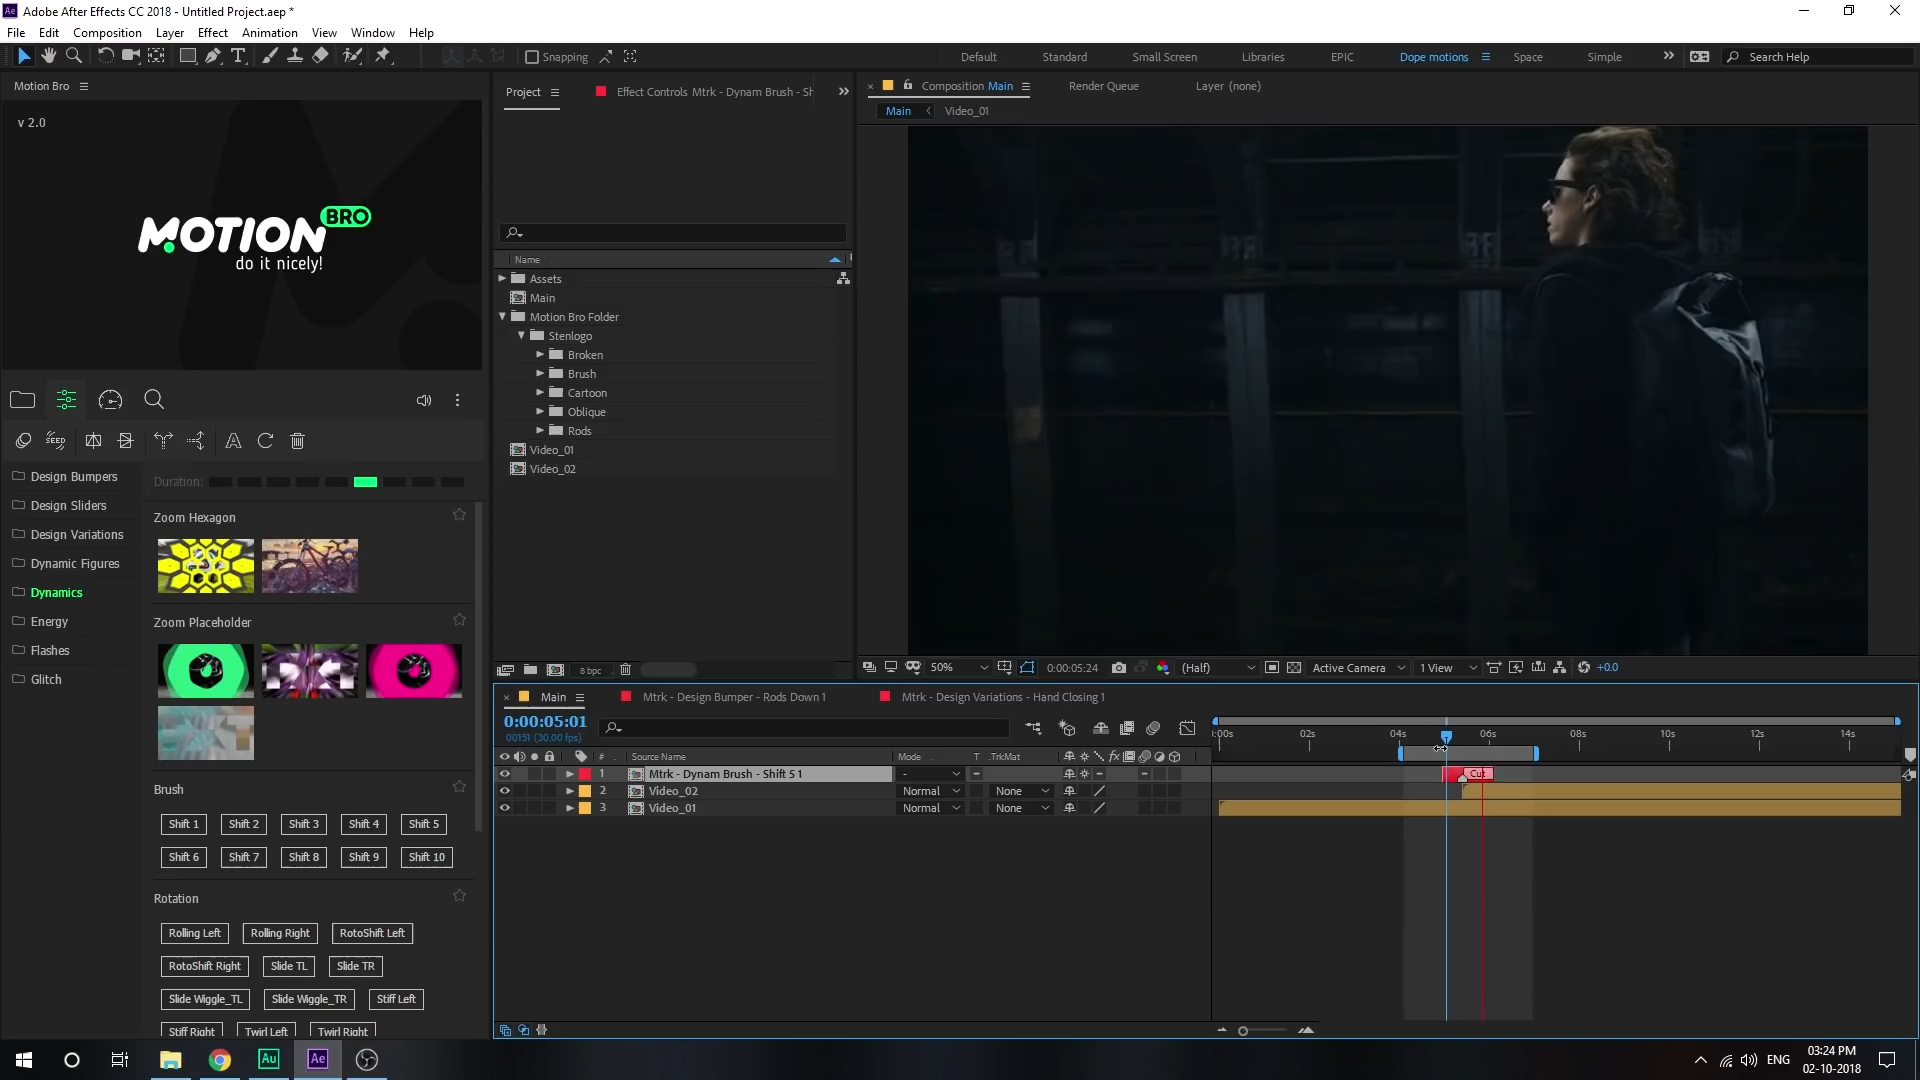 Adobe After Effects CC 2018 - Untitled Project.aep *
File Edit Composition Layer Effect Animation View Window Help
Snapping
Default Standard Small Screen Libraries EPIC Dope motions Space Simple Search Help
Motion Bro
v 2.0
MOTION BRO
do it nicely!
SEED
Duration:
Design Bumpers
Design Sliders
Design Variations
Dynamic Figures
Dynamics
Energy
Flashes
Glitch
Zoom Hexagon
Zoom Placeholder
Brush
Shift 1 Shift 2 Shift 3 Shift 4 Shift 5
Shift 6 Shift 7 Shift 8 Shift 9 Shift 10
Rotation
Rolling Left Rolling Right RotoShift Left
RotoShift Right Slide TL Slide TR
Slide Wiggle_TL Slide Wiggle_TR Stiff Left
Stiff Right Twirl Left Twirl Right
Project Effect Controls Mtrk - Dynam Brush - Sh
Name
Assets
Main
Motion Bro Folder
Stenlogo
Broken
Brush
Cartoon
Oblique
Rods
Video_01
Video_02
8 bpc
Composition Main Render Queue Layer (none)
Main Video_01
50% 0:00:05:24 (Half) Active Camera 1 View +0.0
Main Mtrk - Design Bumper - Rods Down 1 Mtrk - Design Variations - Hand Closing 1
0:00:05:01
00151 (30.00 fps)
:00s 02s 04s 06s 08s 10s 12s 14s
# Source Name Mode T .TrkMat fx
1 Mtrk - Dynam Brush - Shift 5 1 -
Cut
2 Video_02 Normal None
3 Video_01 Normal None
Au Ae
ENG
03:24 PM
02-10-2018